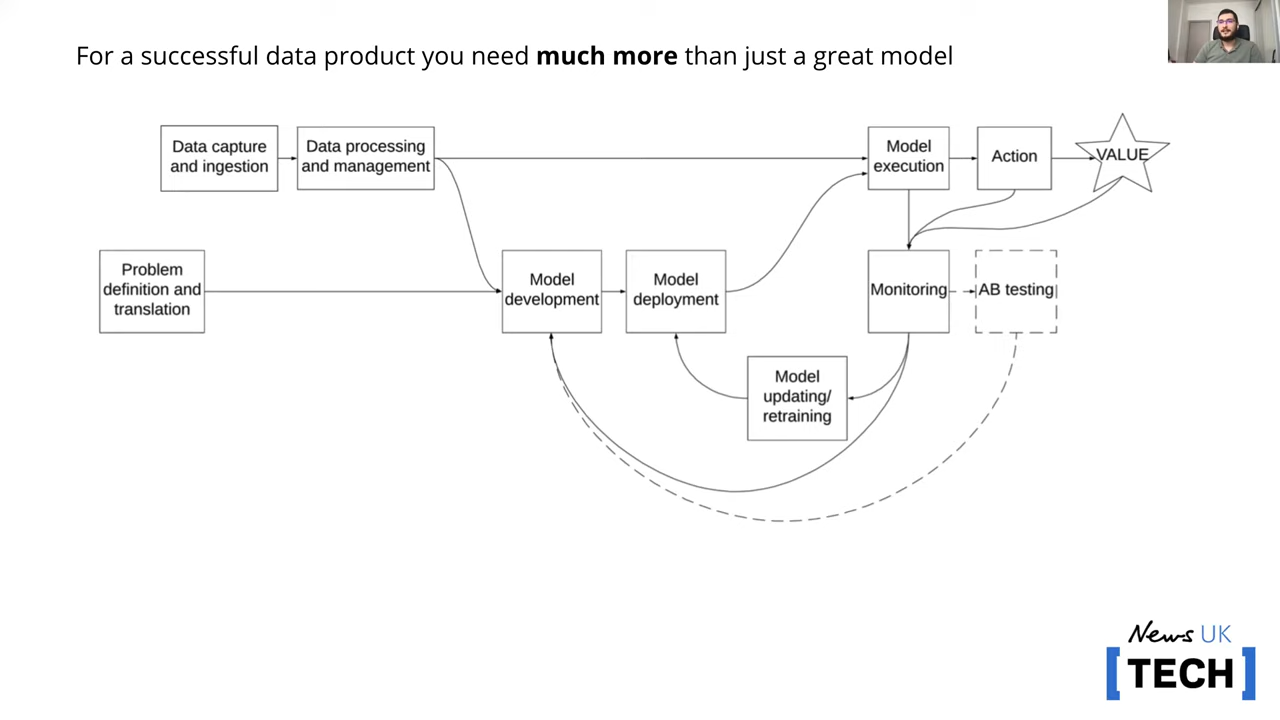 For a successful data product you need much more than just a great model
Data capture
and ingestion
Data processing
and management
Model
execution
Action
VALUE
Problem
definition and
translation
Model
development
Model
deployment
Monitoring
AB testing
Model
updating/
retraining
News UK
[TECH]